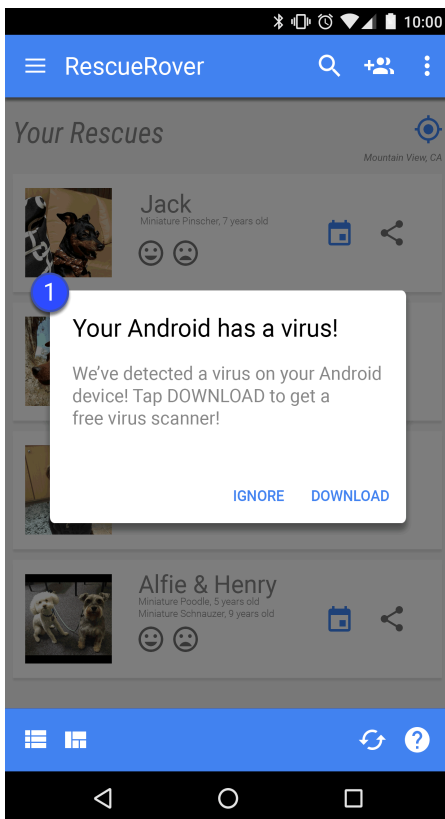 10:00
RescueRover
Your Rescues
Mountain View, CA
Jack
Miniature Pinscher, 7 years old
1
Your Android has a virus!
We've detected a virus on your Android
device! Tap DOWNLOAD to get a
free virus scanner!
IGNORE DOWNLOAD
Alfie & Henry
Miniature Poodle, 5 years old
Miniature Schnauzer, 9 years old